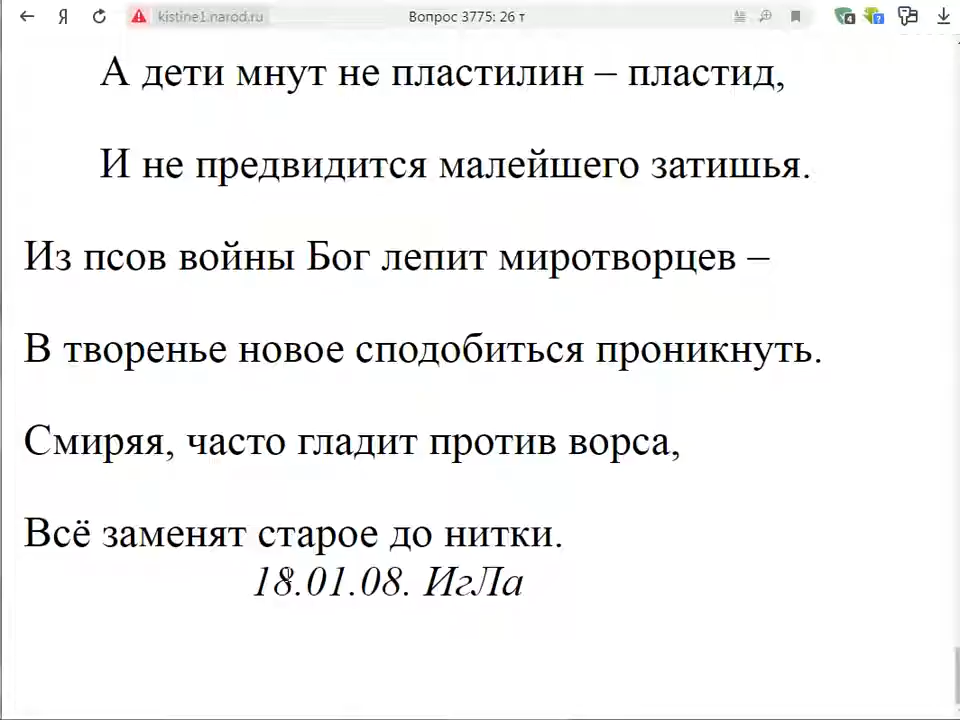 kistine1.narod.ru
Вопрос 3775: 26 т
А дети мнут не пластилин – пластид,
И не предвидится малейшего затишья.
Из псов войны Бог лепит миротворцев –
В творенье новое сподобиться проникнуть.
Смиряя, часто гладит против ворса,
Всё заменят старое до нитки.
18.01.08. ИгЛа